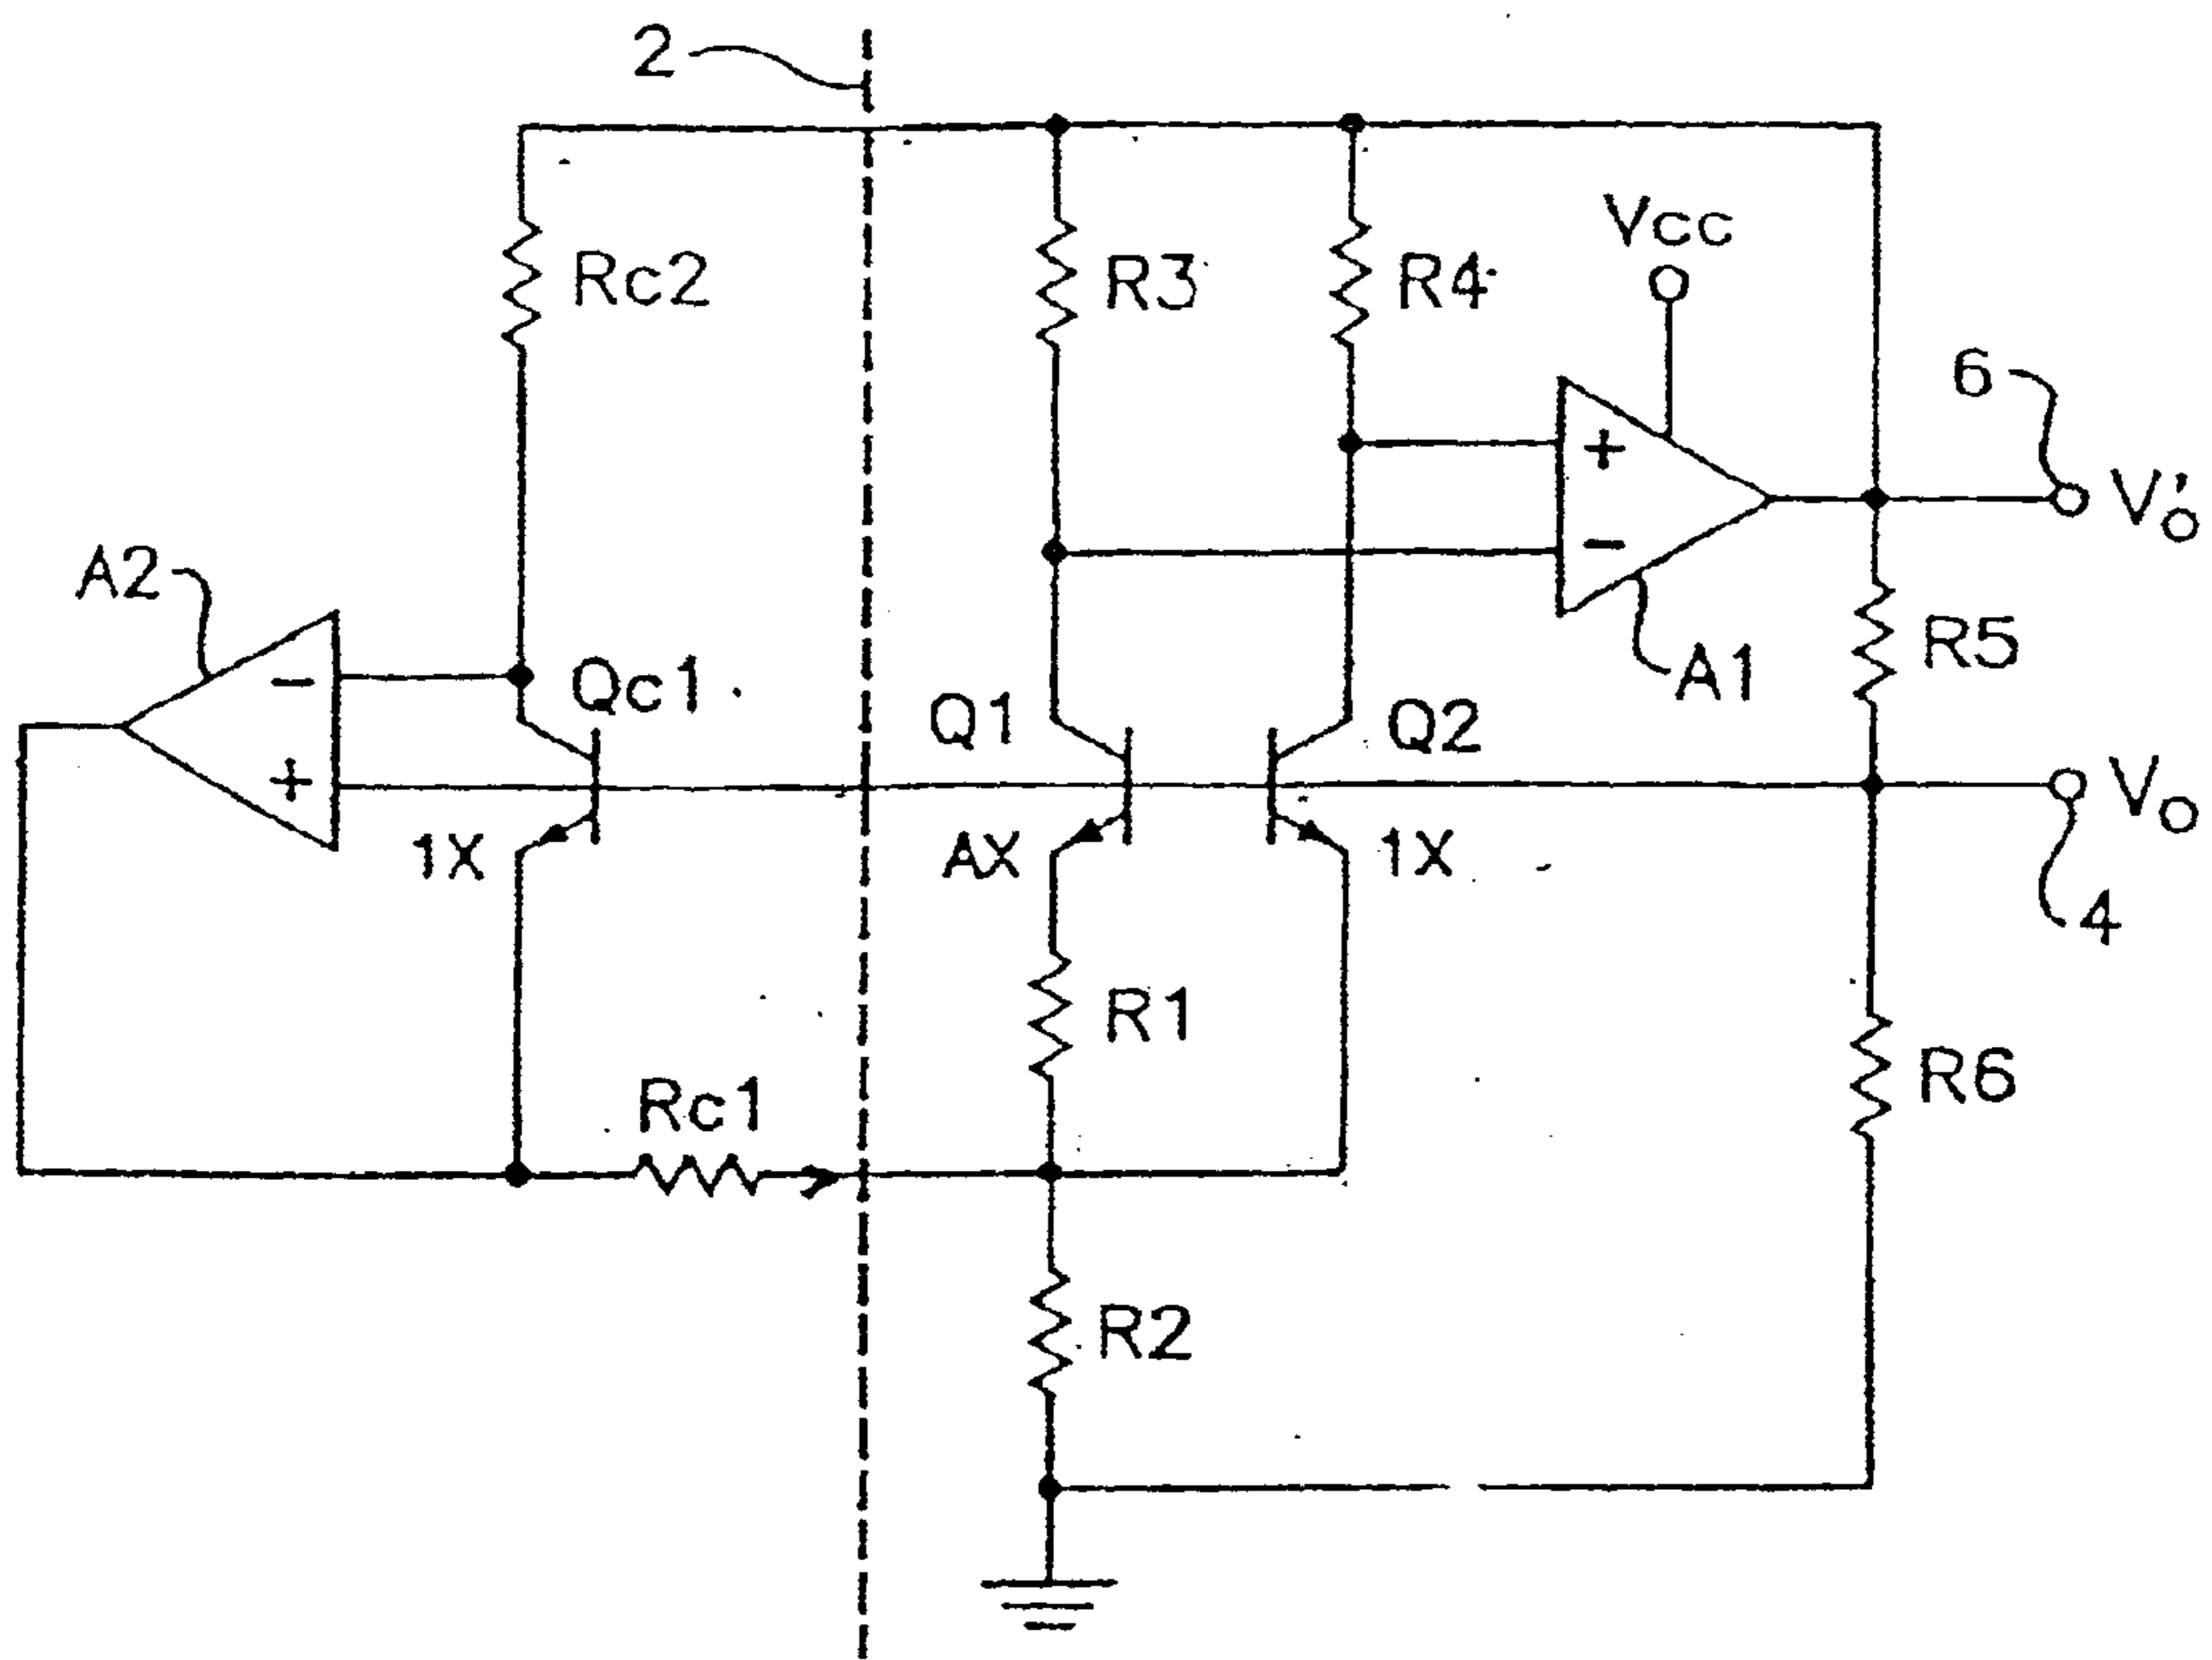 2
Rc2
R3
R4
Vcc
6
V'o
A2
Qc1
Q1
Q2
A1
R5
+
−
−
+
1X
AX
1X
Vo
4
R1
Rc1
R6
R2